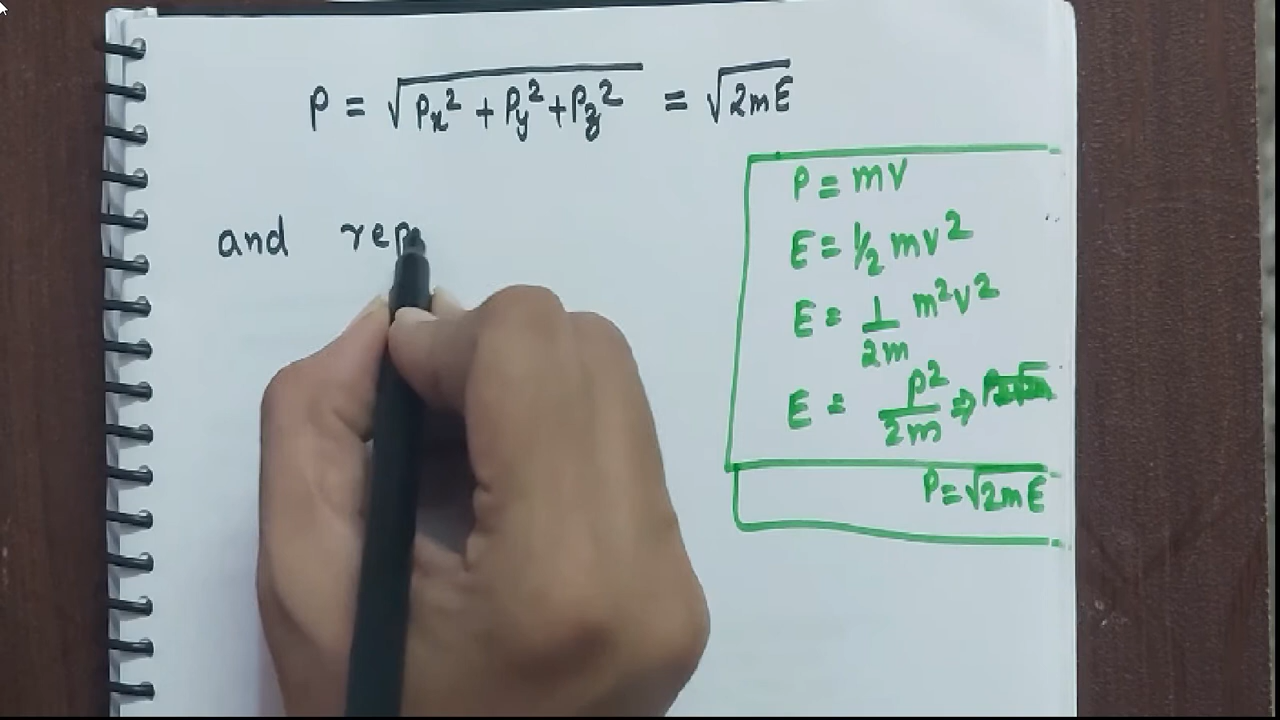 P = √(Px² + Py² + Pz²) = √2mE
and rep
P = mv
E = 1/2 mv²
E = 1/2m m²v²
E = P²/2m ⇒
P = √2mE